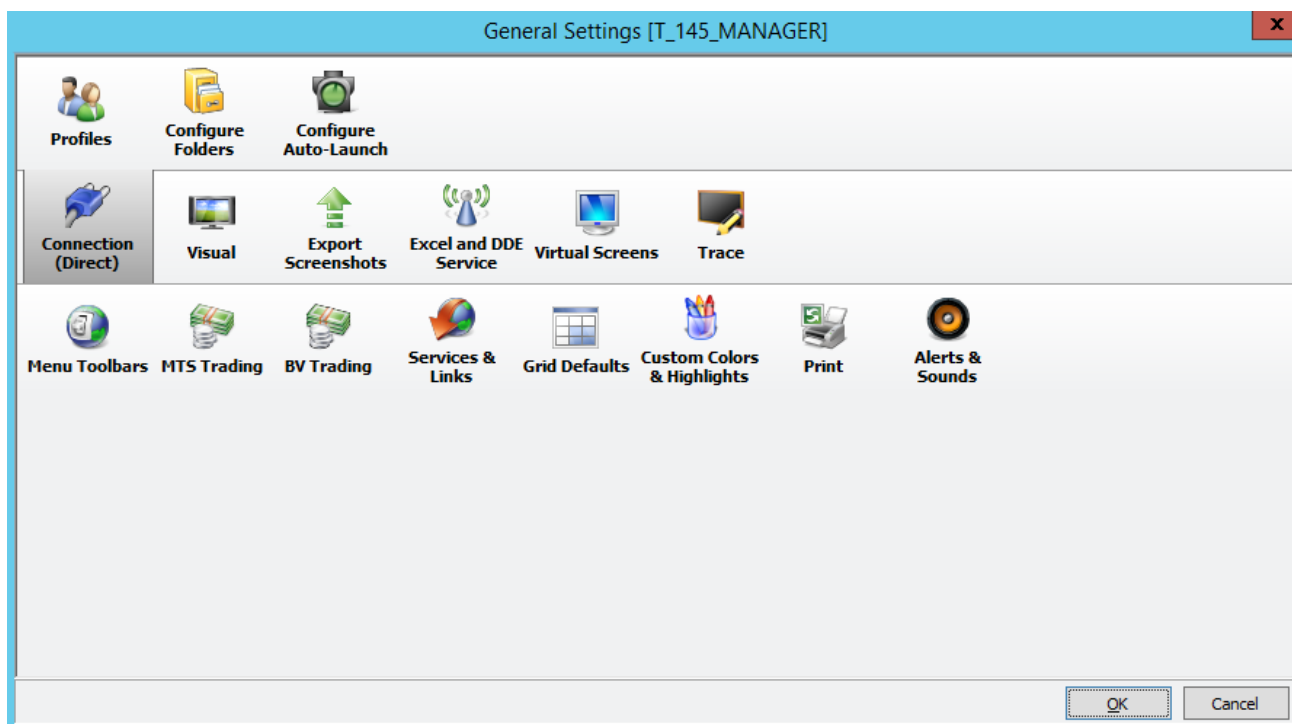 General Settings [T_145_MANAGER]
x
Profiles
Configure
Folders
Configure
Auto-Launch
Connection
(Direct)
Visual
Export
Screenshots
Excel and DDE
Service
Virtual Screens
Trace
Menu Toolbars
MTS Trading
BV Trading
Services &
Links
Grid Defaults
Custom Colors
& Highlights
Print
Alerts &
Sounds
OK
Cancel